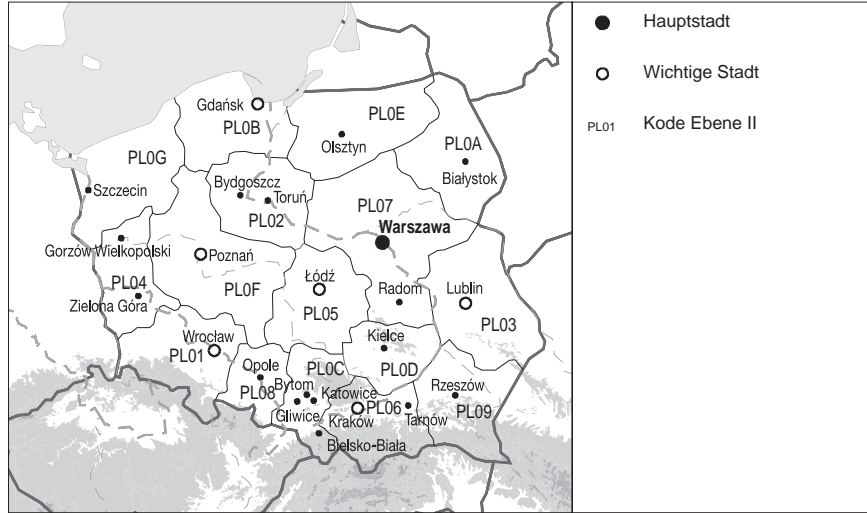 Hauptstadt
Wichtige Stadt
PL01 Kode Ebene II
Gdańsk
PL0B
PL0E
Olsztyn
PL0A
Białystok
PL0G
Szczecin
Bydgoszcz
Toruń
PL02
PL07
Warszawa
Gorzów Wielkopolski
Poznań
PL04
Zielona Góra
PL0F
Łódź
PL05
Radom
Lublin
PL03
Wrocław
PL01
Kielce
PL0D
Opole
PL08
PL0C
Bytom
Katowice
Gliwice
PL06
Kraków
Tarnów
Rzeszów
PL09
Bielsko-Biała